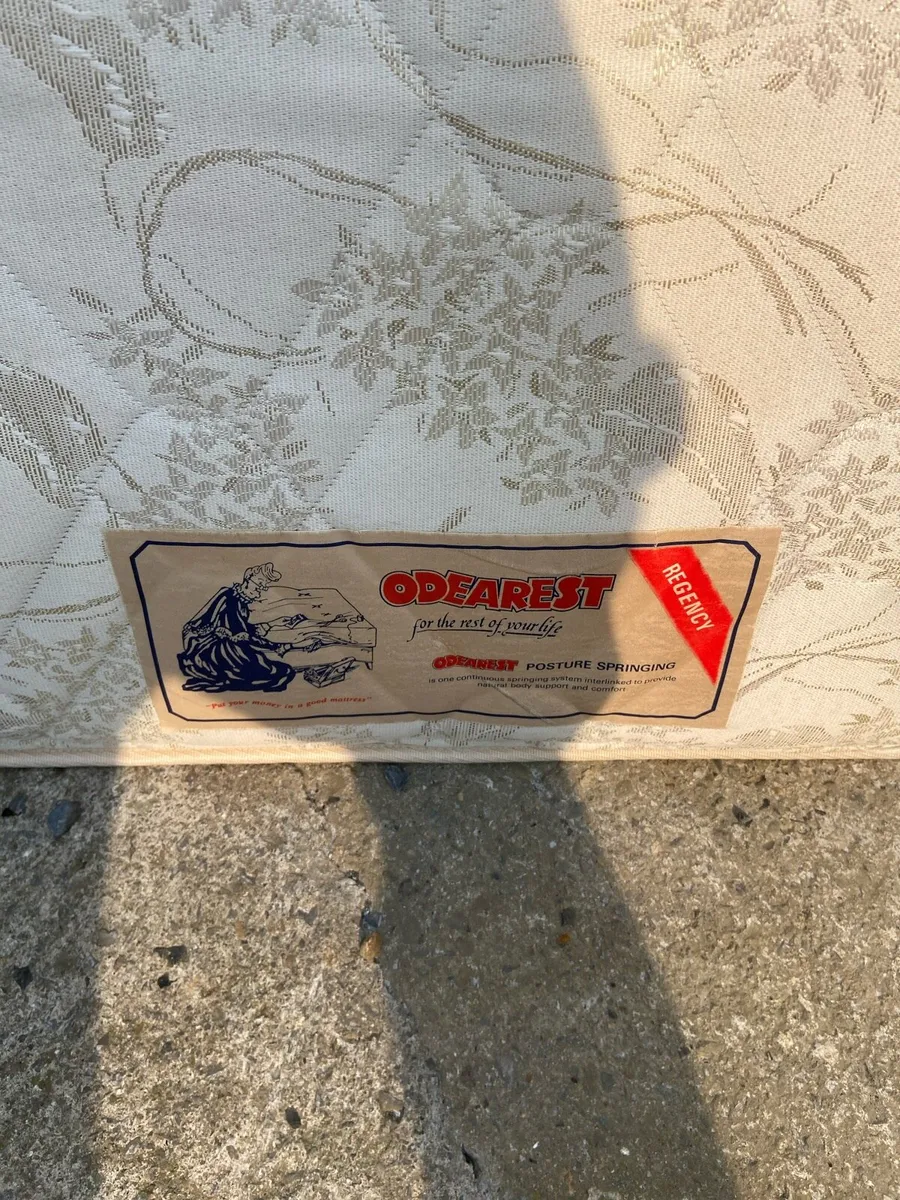 ODEAREST
for the rest of your life
REGENCY
ODEAREST POSTURE SPRINGING
is one continuous springing system interlinked to provide
natural body support and comfort
"Put your money in a good mattress"